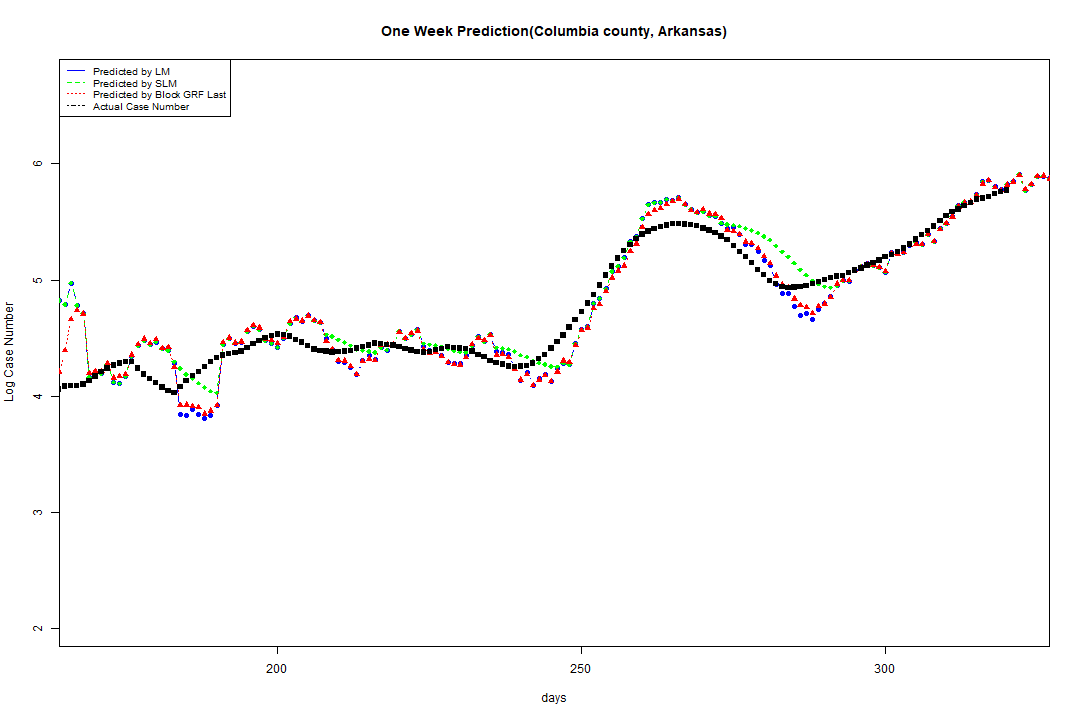 One Week Prediction(Columbia county, Arkansas)
Predicted by LM
Predicted by SLM
Predicted by Block GRF Last
Actual Case Number
6
5
4
3
2
Log Case Number
200
250
300
days